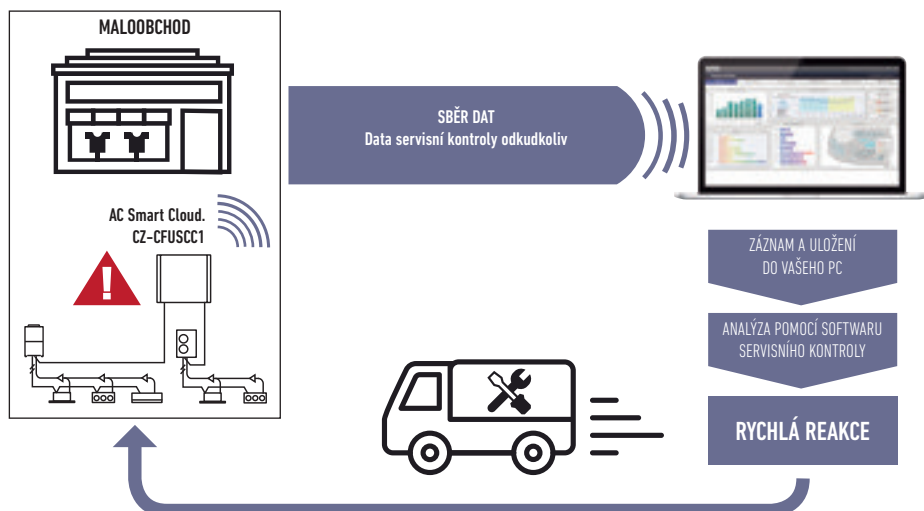 MALOOBCHOD
SBĚR DAT
Data servisní kontroly odkudkoliv
AC Smart Cloud.
CZ-CFUSCC1
ZÁZNAM A ULOŽENÍ
DO VAŠEHO PC
ANALÝZA POMOCÍ SOFTWARU
SERVISNÍHO KONTROLY
RYCHLÁ REAKCE